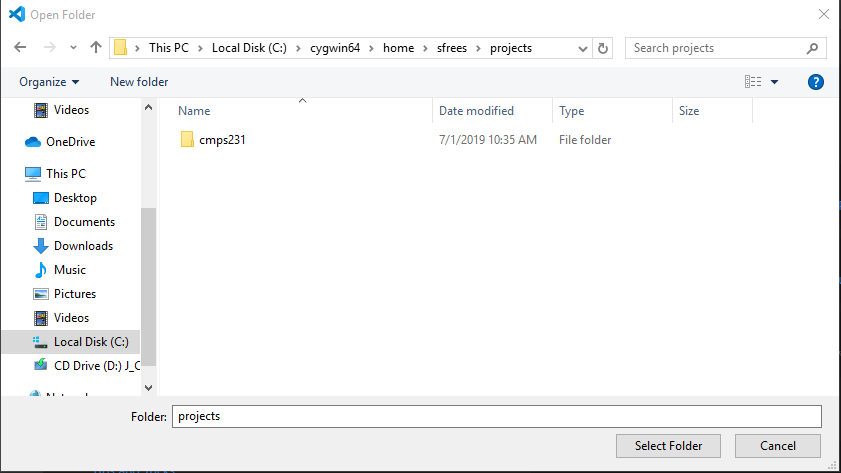 Open Folder
This PC > Local Disk (C:) > cygwin64 > home > sfrees > projects
Search projects
Organize
New folder
Name
Date modified
Type
Size
cmps231
7/1/2019 10:35 AM
File folder
Videos
OneDrive
This PC
Desktop
Documents
Downloads
Music
Pictures
Videos
Local Disk (C:)
CD Drive (D:) J_C
Folder:
projects
Select Folder
Cancel